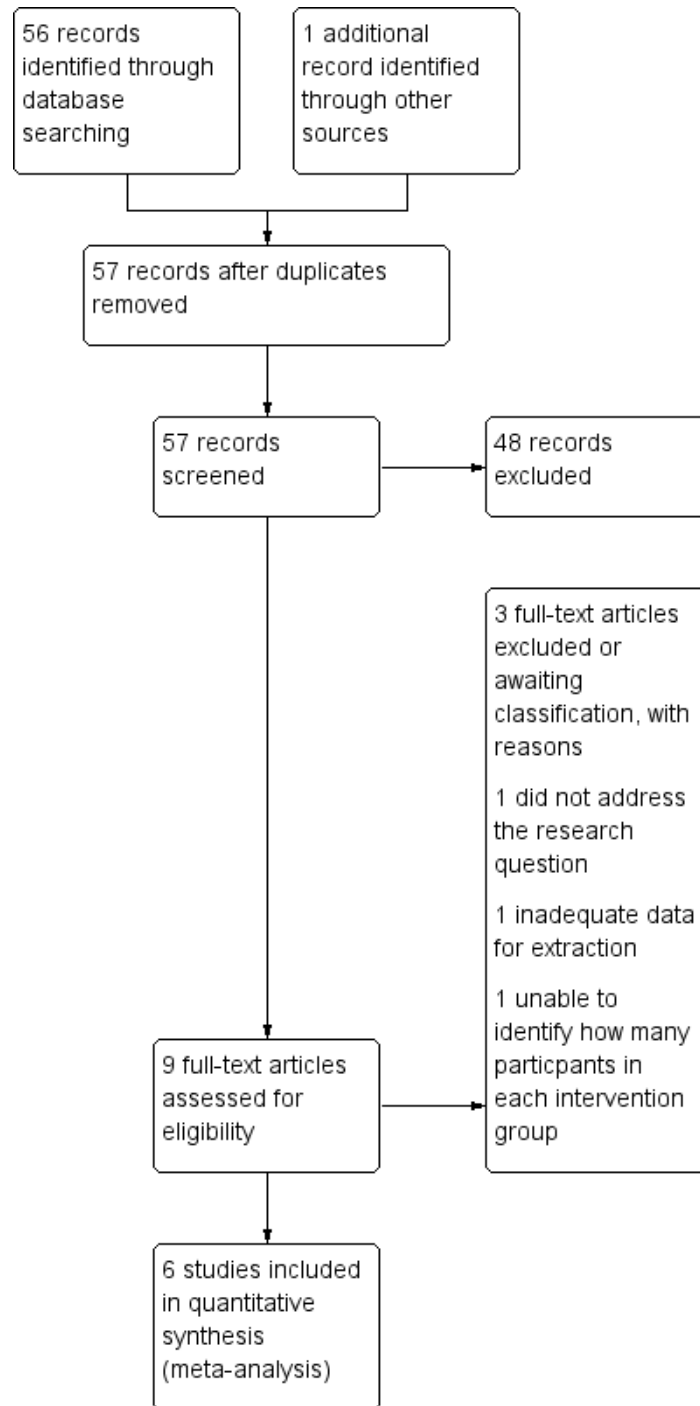 56 records
identified through
database
searching
1 additional
record identified
through other
sources
57 records after duplicates
removed
57 records
screened
48 records
excluded
3 full-text articles
excluded or
awaiting
classification, with
reasons
1 did not address
the research
question
1 inadequate data
for extraction
1 unable to
identify how many
particpants in
each intervention
group
9 full-text articles
assessed for
eligibility
6 studies included
in quantitative
synthesis
(meta-analysis)